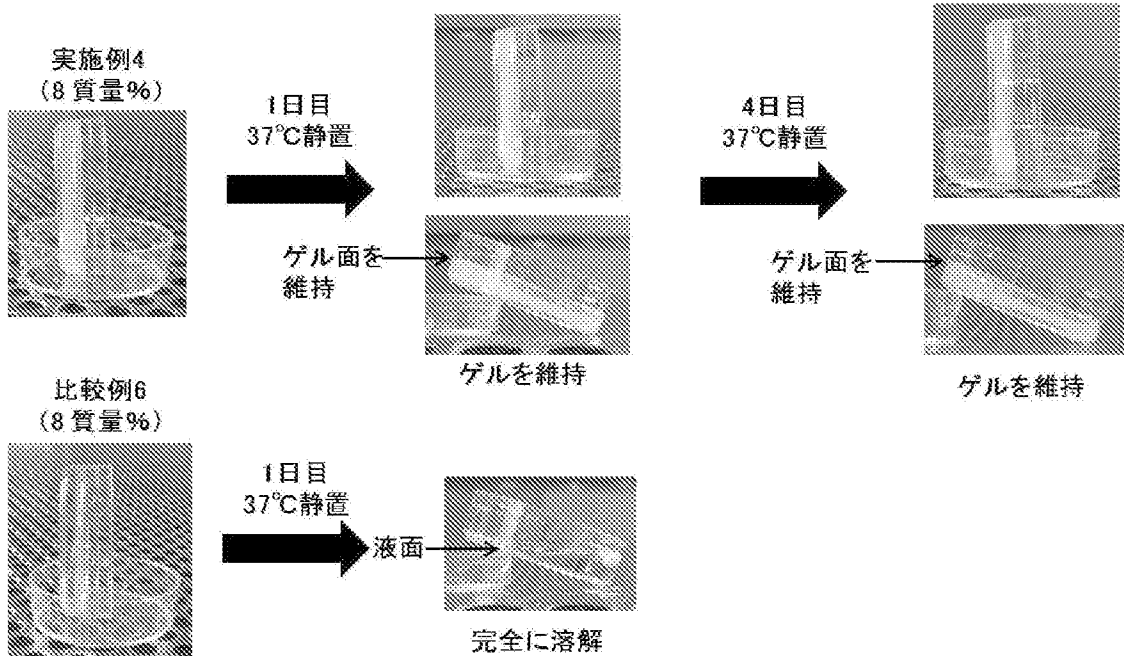 実施例4
（8 質量%）
1日目
37℃静置
4日目
37℃静置
ゲル面を
維持
ゲル面を
維持
ゲルを維持
ゲルを維持
比較例6
（8 質量%）
1日目
37℃静置
液面
完全に溶解